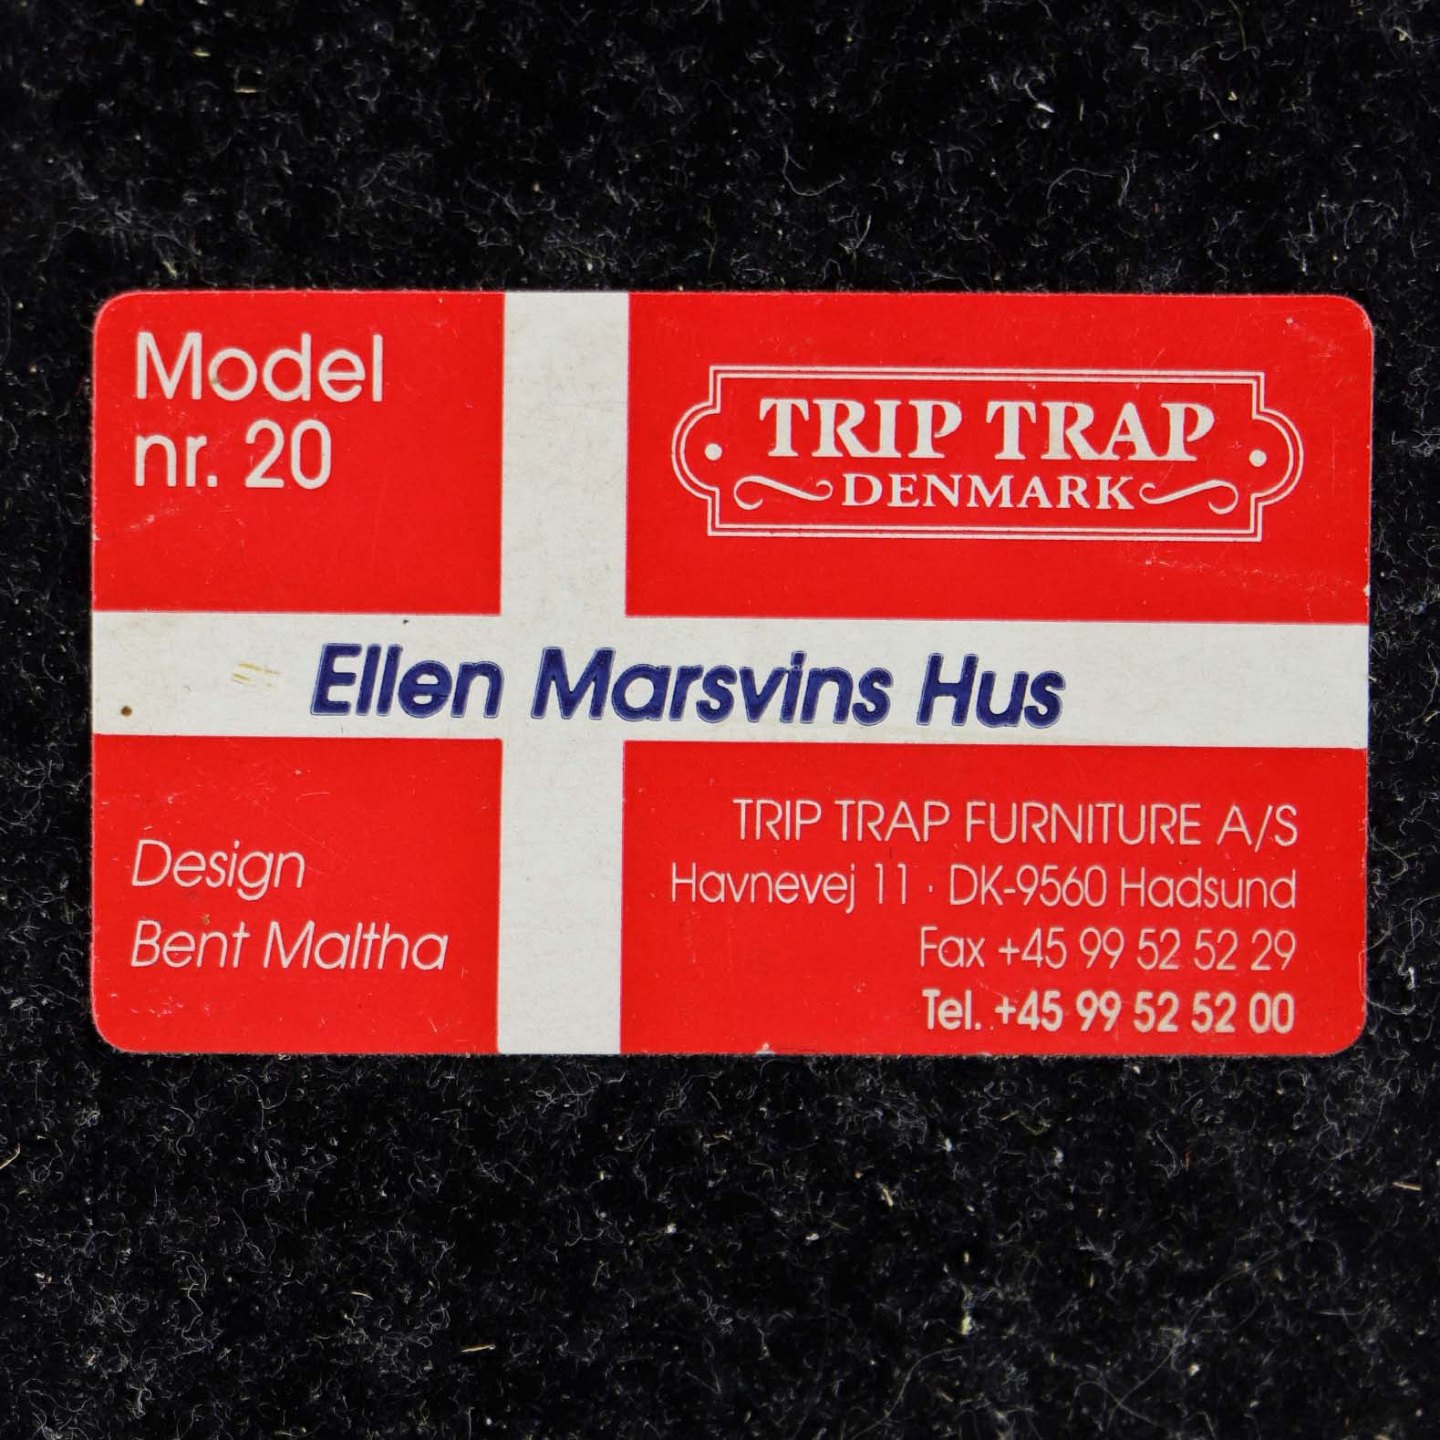 Model
nr. 20
TRIP TRAP
DENMARK
Ellen Marsvins Hus
Design
Bent Maltha
TRIP TRAP FURNITURE A/S
Havnevej 11 · DK-9560 Hadsund
Fax +45 99 52 52 29
Tel. +45 99 52 52 00